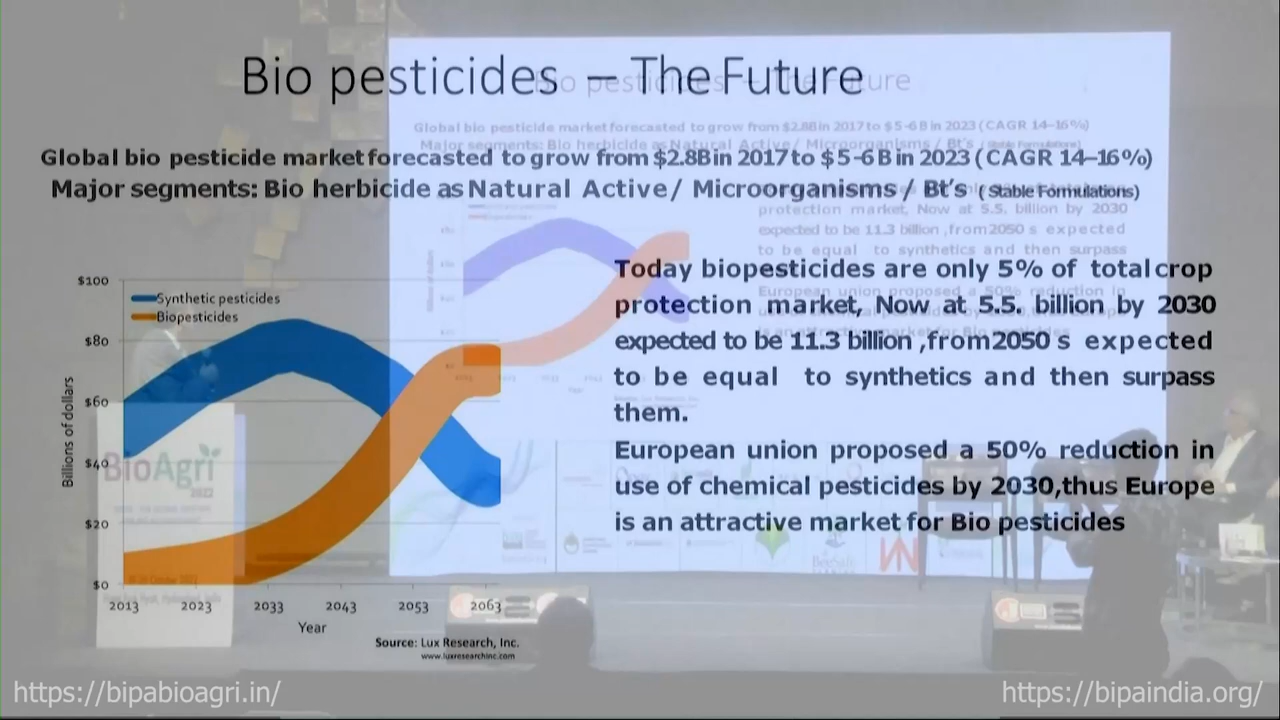 Bio pesticides – The Future
Global bio pesticide market forecasted to grow from $2.8B in 2017 to $5-6B in 2023 (CAGR 14–16%)
Major segments: Bio herbicide as Natural Active/ Microorganisms / Bt's ( Stable Formulations)
Today biopesticides are only 5% of total crop
protection market, Now at 5.5. billion by 2030
expected to be 11.3 billion ,from2050 s expected
to be equal to synthetics and then surpass
them.
European union proposed a 50% reduction in
use of chemical pesticides by 2030,thus Europe
is an attractive market for Bio pesticides
$100
$80
$60
$40
$20
$0
Billions of dollars
Synthetic pesticides
Biopesticides
2013 2023 2033 2043 2053 2063
Year
Source: Lux Research, Inc.
www.luxresearchinc.com
BioAgri
2022
https://bipabioagri.in/
https://bipaindia.org/